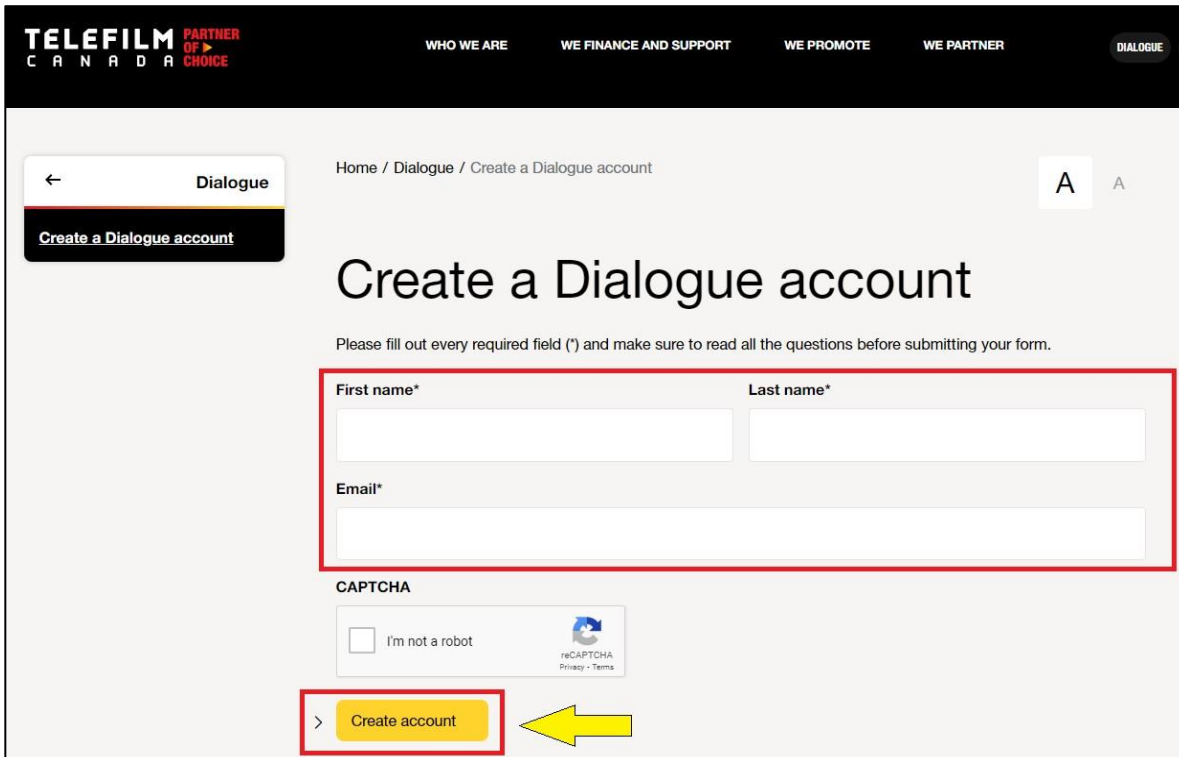 TELEFILM PARTNER
OF
CANADA CHOICE
WHO WE ARE WE FINANCE AND SUPPORT WE PROMOTE WE PARTNER DIALOGUE
← Dialogue
Create a Dialogue account
Home / Dialogue / Create a Dialogue account
A A
Create a Dialogue account
Please fill out every required field (*) and make sure to read all the questions before submitting your form.
First name* Last name*
Email*
CAPTCHA
I'm not a robot
reCAPTCHA
Privacy - Terms
> Create account